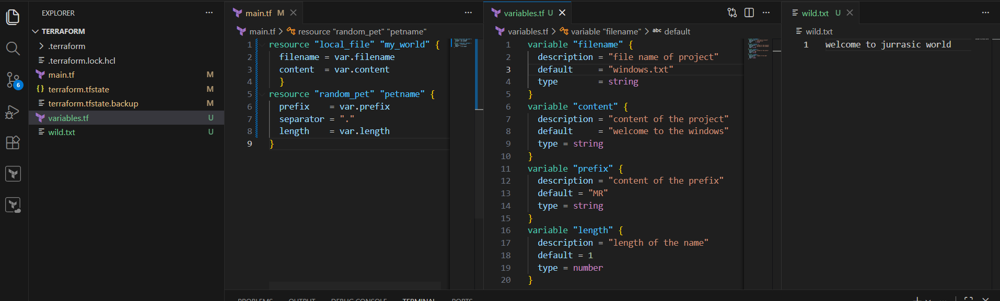 EXPLORER
TERRAFORM
.terraform
.terraform.lock.hcl
main.tf M
terraform.tfstate M
terraform.tfstate.backup M
variables.tf U
wild.txt U
6
main.tf M
main.tf > resource "random_pet" "petname"
1 resource "local_file" "my_world" {
2   filename = var.filename
3   content  = var.content
4   }
5 resource "random_pet" "petname" {
6   prefix    = var.prefix
7   separator = "."
8   length    = var.length
9 }
variables.tf U
variables.tf > variable "filename" > abc default
1 variable "filename" {
2   description = "file name of project"
3   default     = "windows.txt"
4   type        = string
5 }
6 variable "content" {
7   description = "content of the project"
8   default     = "welcome to the windows"
9   type = string
10 }
11 variable "prefix" {
12   description = "content of the prefix"
13   default = "MR"
14   type = string
15 }
16 variable "length" {
17   description = "length of the name"
18   default = 1
19   type = number
20 }
wild.txt U
wild.txt
1 welcome to jurrasic world
PROBLEMS OUTPUT DEBUG CONSOLE TERMINAL PORTS